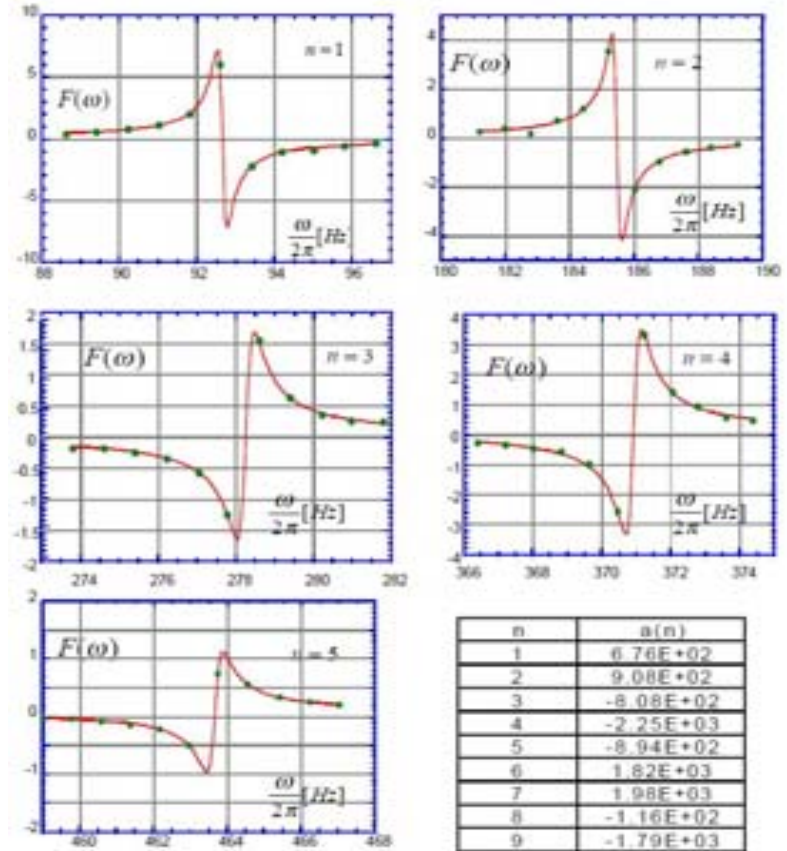 10
5
0
-5
-10
n=1
F(ω)
ω/2π [Hz]
88 90 92 94 96
4
2
0
-2
-4
F(ω)
n = 2
ω/2π [Hz]
180 182 184 186 188 190
2
1.5
1
0.5
0
-0.5
-1
-1.5
-2
F(ω)
n = 3
ω/2π [Hz]
274 276 278 280 282
4
3
2
1
0
-1
-2
-3
-4
F(ω)
n = 4
ω/2π [Hz]
366 368 370 372 374
2
1
0
-1
-2
F(ω)
n = 5
ω/2π [Hz]
460 462 464 466 468
n a(n)
1 6.76E+02
2 9.08E+02
3 -8.08E+02
4 -2.25E+03
5 -8.94E+02
6 1.82E+03
7 1.98E+03
8 -1.16E+02
9 -1.79E+03